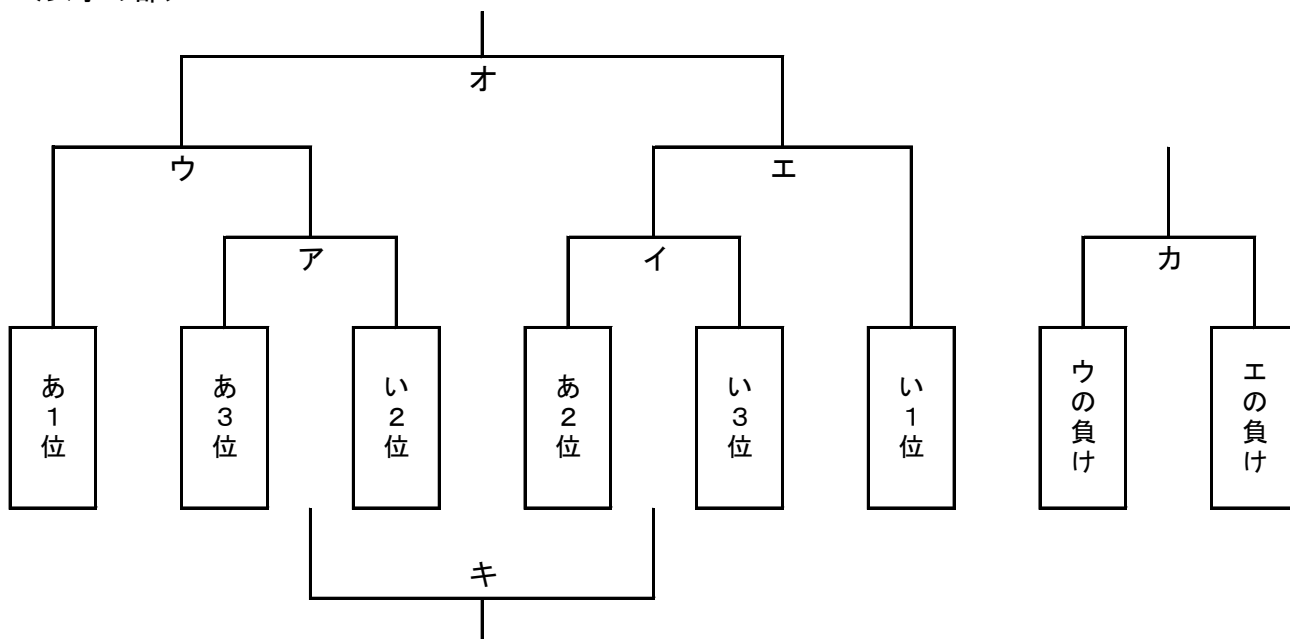 オ
ウ
エ
ア
イ
カ
あ1位
あ3位
い2位
あ2位
い3位
い1位
ウの負け
エの負け
キ